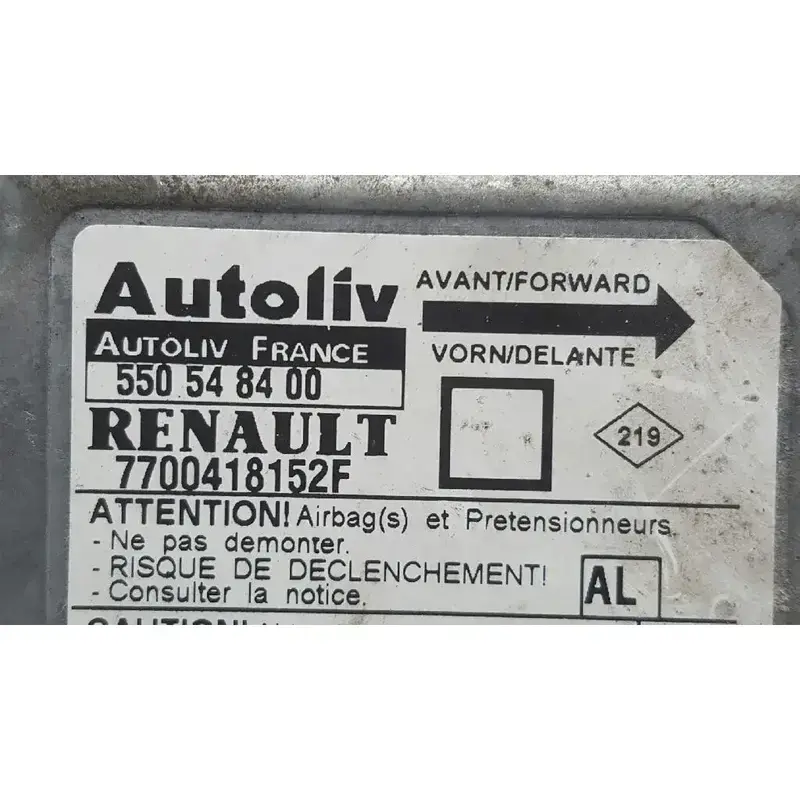 Autoliv
AUTOLIV FRANCE
550 54 84 00
RENAULT
7700418152F
AVANT/FORWARD
VORN/DELANTE
219
ATTENTION! Airbag(s) et Pretensionneurs.
- Ne pas demonter.
- RISQUE DE DECLENCHEMENT!
- Consulter la notice.
AL
CAUTION!